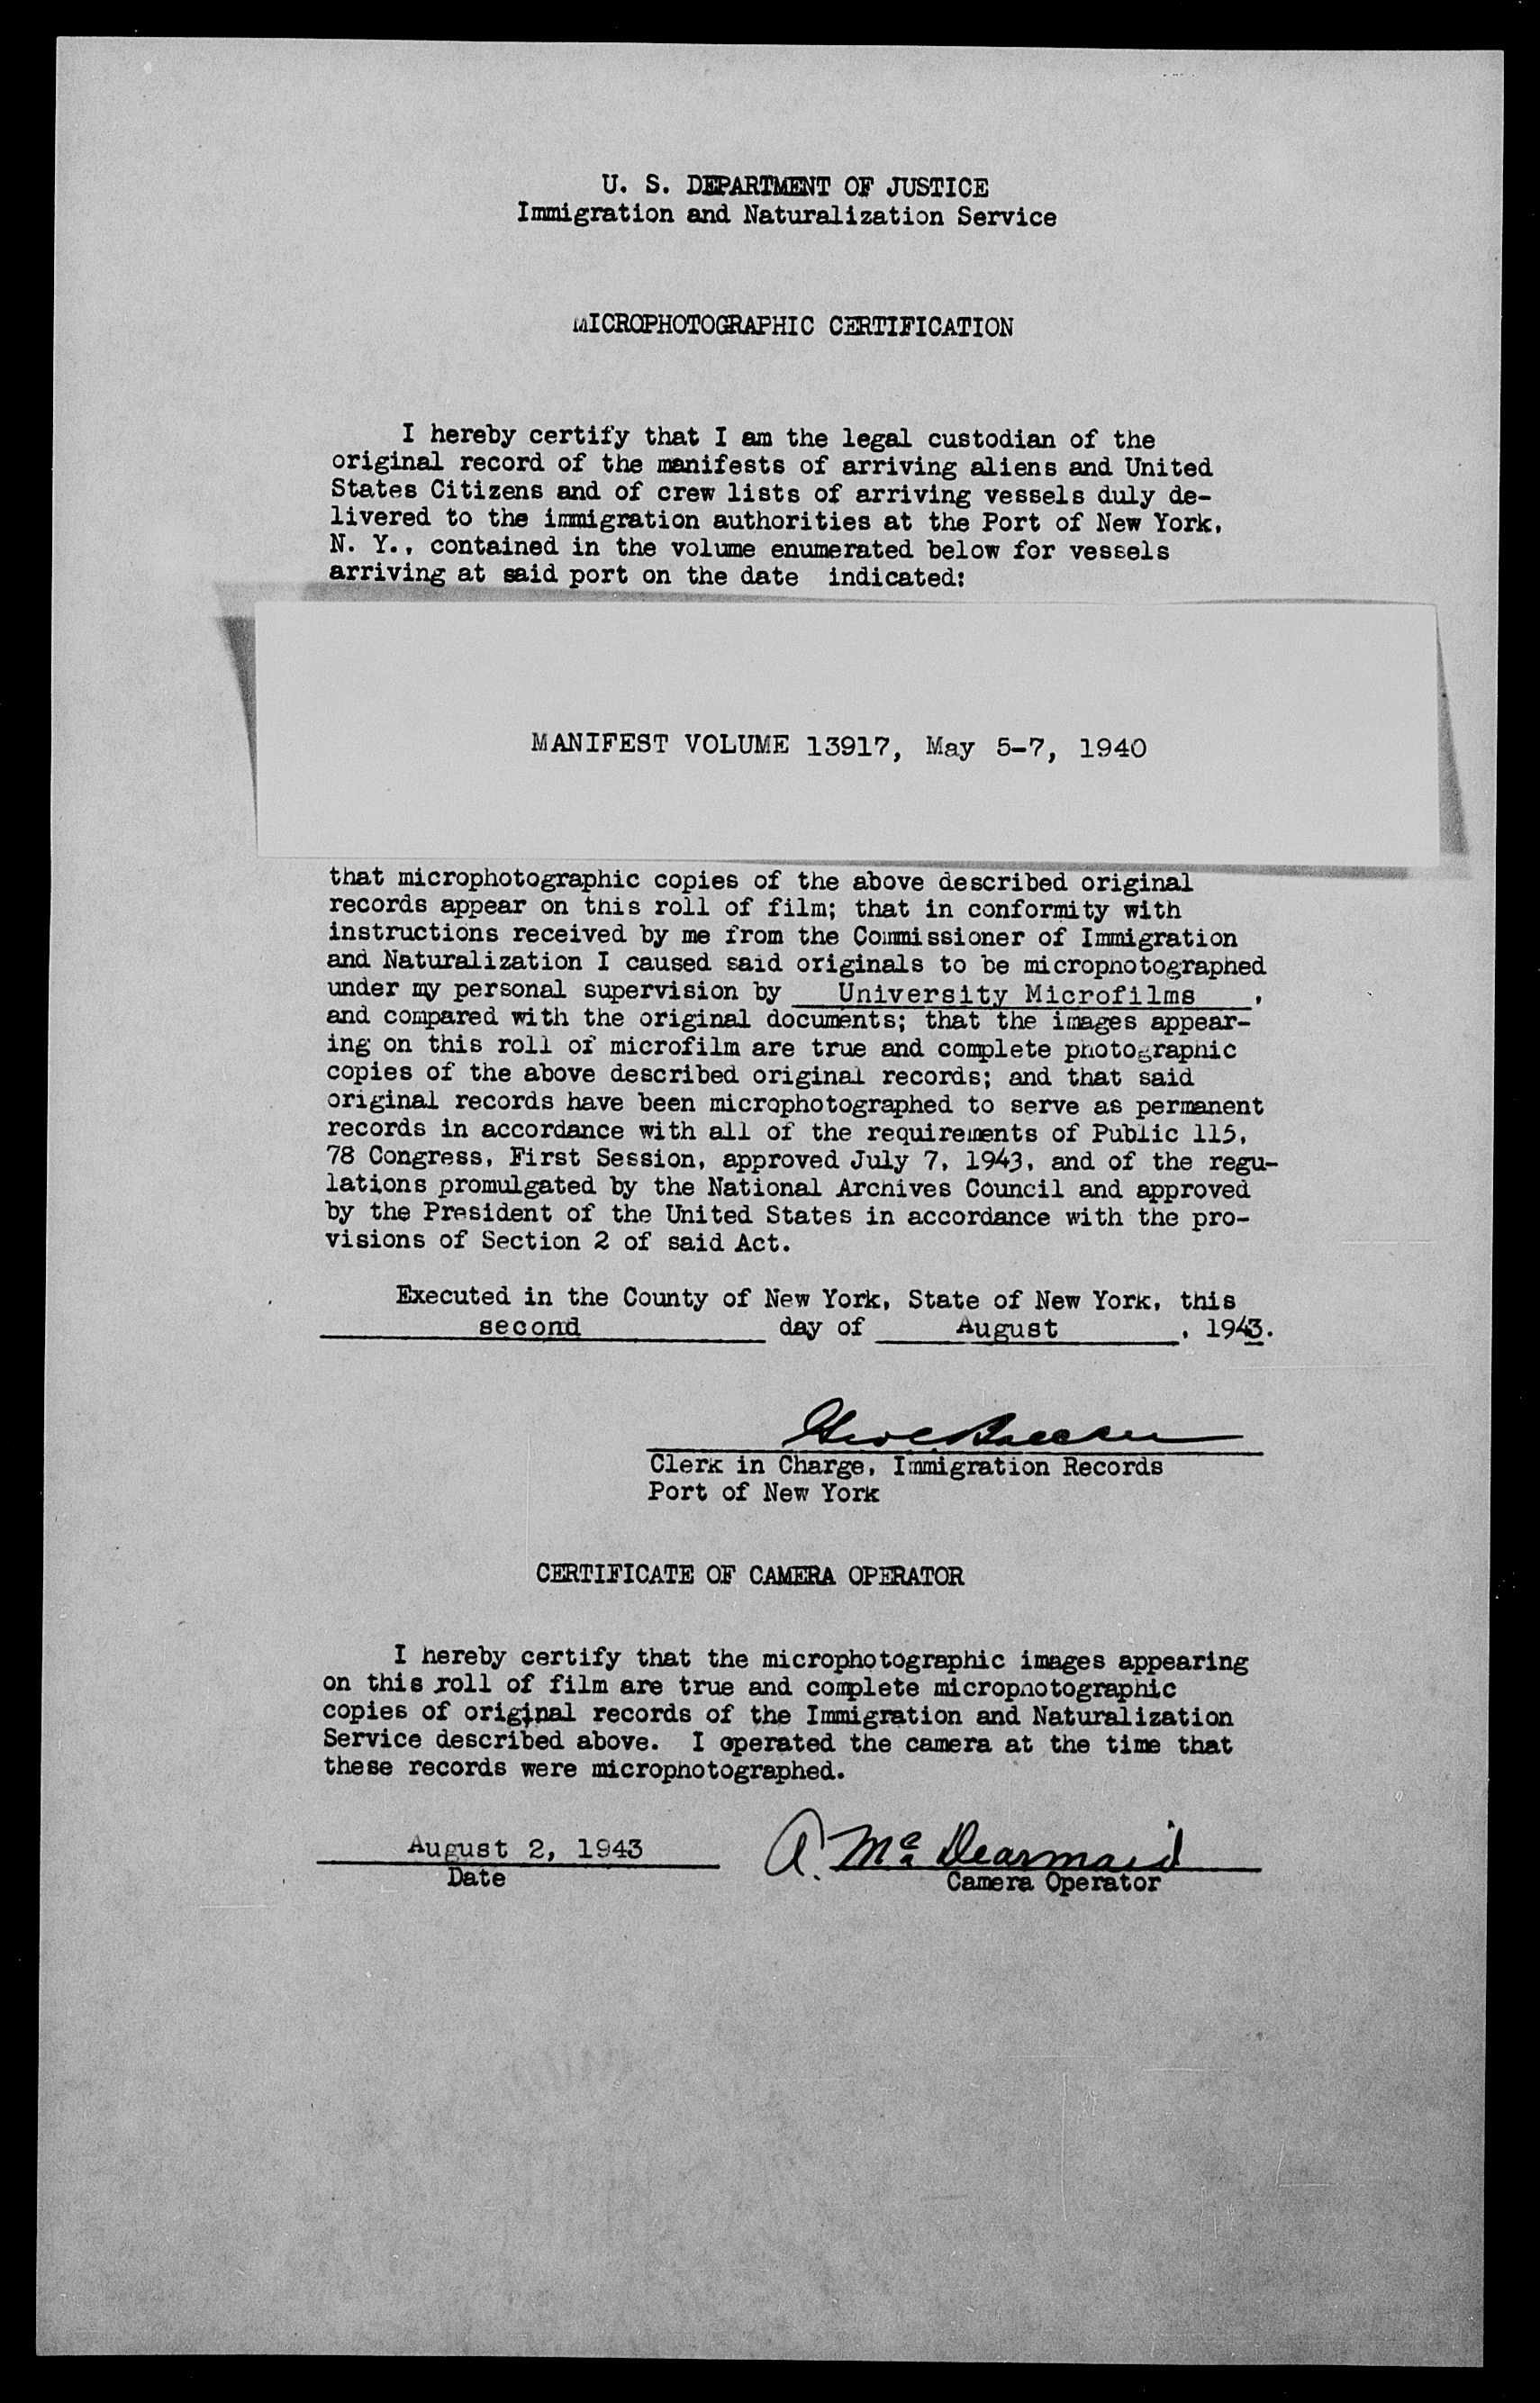 U. S. DEPARTMENT OF JUSTICE
Immigration and Naturalization Service
MICROPHOTOGRAPHIC CERTIFICATION
I hereby certify that I am the legal custodian of the
original record of the manifests of arriving aliens and United
States Citizens and of crew lists of arriving vessels duly de-
livered to the immigration authorities at the Port of New York,
N. Y., contained in the volume enumerated below for vessels
arriving at said port on the date indicated:
MANIFEST VOLUME 13917, May 5-7, 1940
that microphotographic copies of the above described original
records appear on this roll of film; that in conformity with
instructions received by me from the Commissioner of Immigration
and Naturalization I caused said originals to be microphotographed
under my personal supervision by University Microfilms ,
and compared with the original documents; that the images appear-
ing on this roll of microfilm are true and complete photographic
copies of the above described original records; and that said
original records have been microphotographed to serve as permanent
records in accordance with all of the requirements of Public 115,
78 Congress, First Session, approved July 7, 1943, and of the regu-
lations promulgated by the National Archives Council and approved
by the President of the United States in accordance with the pro-
visions of Section 2 of said Act.
Executed in the County of New York, State of New York, this
second day of August , 1943.
Clerk in Charge, Immigration Records
Port of New York
CERTIFICATE OF CAMERA OPERATOR
I hereby certify that the microphotographic images appearing
on this roll of film are true and complete microphotographic
copies of original records of the Immigration and Naturalization
Service described above. I operated the camera at the time that
these records were microphotographed.
August 2, 1943 A. Mc Dearmaid
Date Camera Operator